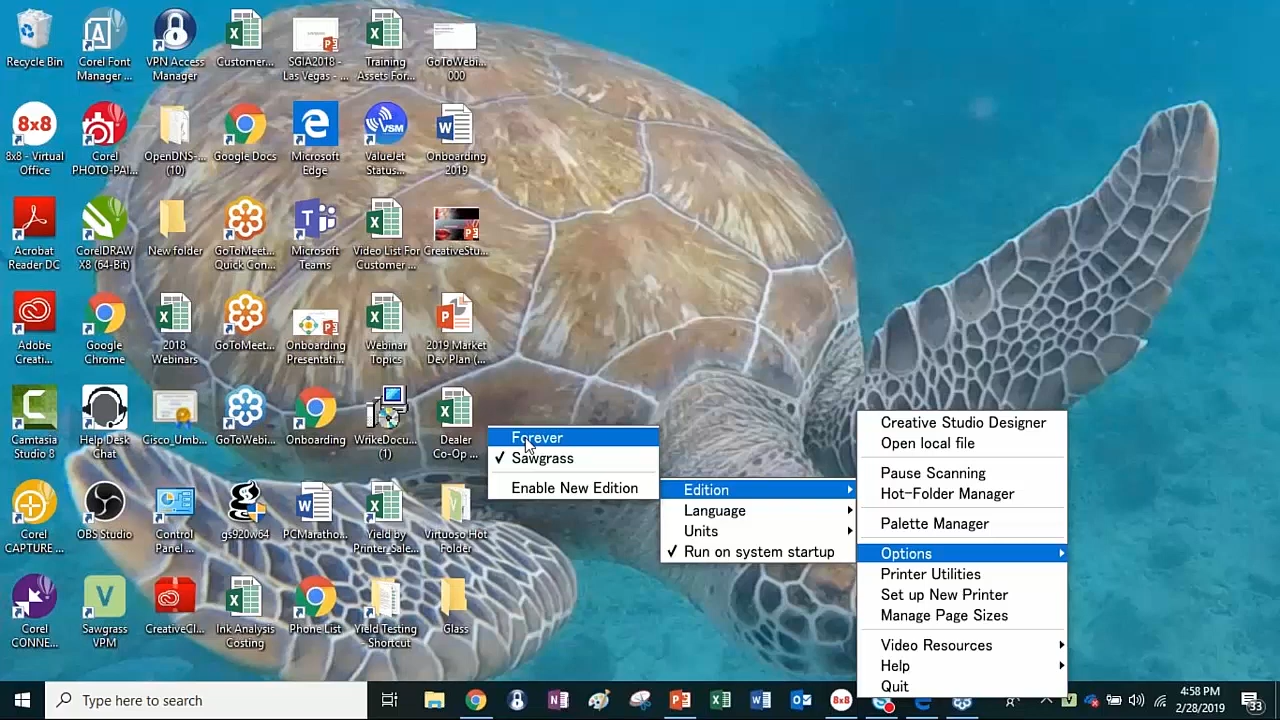 Recycle Bin
Corel Font
Manager ...
VPN Access
Manager
Customer...
SGIA2018 -
Las Vegas - ...
Training
Assets For...
GoToWebi...
000
8x8
8x8 - Virtual
Office
Corel
PHOTO-PAI...
OpenDNS-...
(10)
Google Docs
Microsoft
Edge
VSM
ValueJet
Status...
Onboarding
2019
Acrobat
Reader DC
CorelDRAW
X8 (64-Bit)
New folder
GoToMeet...
Quick Con...
Microsoft
Teams
Video List For
Customer ...
CreativeStu...
Adobe
Creati...
Google
Chrome
2018
Webinars
GoToMeet...
Onboarding
Presentati...
Webinar
Topics
2019 Market
Dev Plan (...
Camtasia
Studio 8
Help Desk
Chat
Cisco_Umb...
GoToWebi...
Onboarding
WrikeDocu...
(1)
Dealer
Co-Op ...
Corel
CAPTURE ...
OBS Studio
Control
Panel ...
gs920w64
PCMaratho...
Yield by
Printer_Sale...
Virtuoso Hot
Folder
Corel
CONNE...
Sawgrass
VPM
CreativeCl...
Ink Analysis
Costing
Phone List
Yield Testing
- Shortcut
Glass
Forever
✓ Sawgrass
Enable New Edition
Edition
Language
Units
✓ Run on system startup
Creative Studio Designer
Open local file
Pause Scanning
Hot-Folder Manager
Palette Manager
Options
Printer Utilities
Set up New Printer
Manage Page Sizes
Video Resources
Help
Quit
Type here to search
8x8
4:58 PM
2/28/2019
33